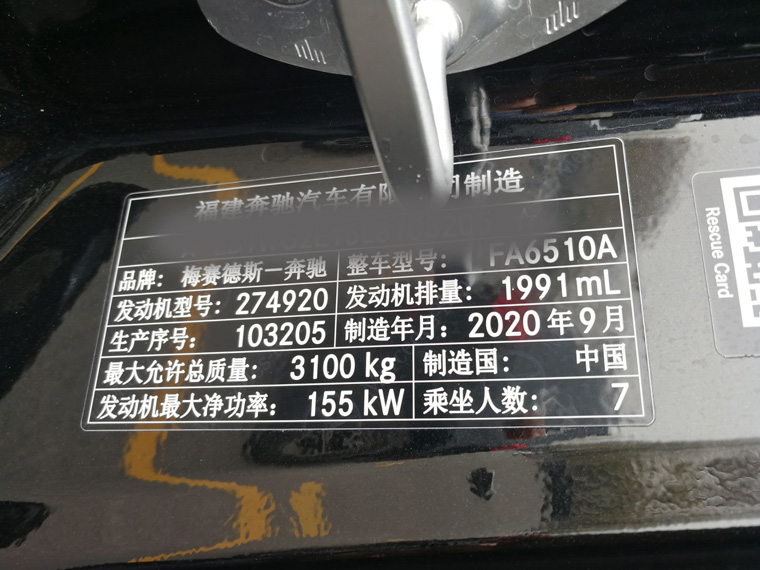 福建奔驰汽车有限 司制造
品牌: 梅赛德斯-奔驰 整车型号: FA6510A
发动机型号: 274920 发动机排量: 1991mL
生产序号: 103205 制造年月: 2020年9月
最大允许总质量: 3100 kg 制造国: 中国
发动机最大净功率: 155 kW 乘坐人数: 7
Rescue Card